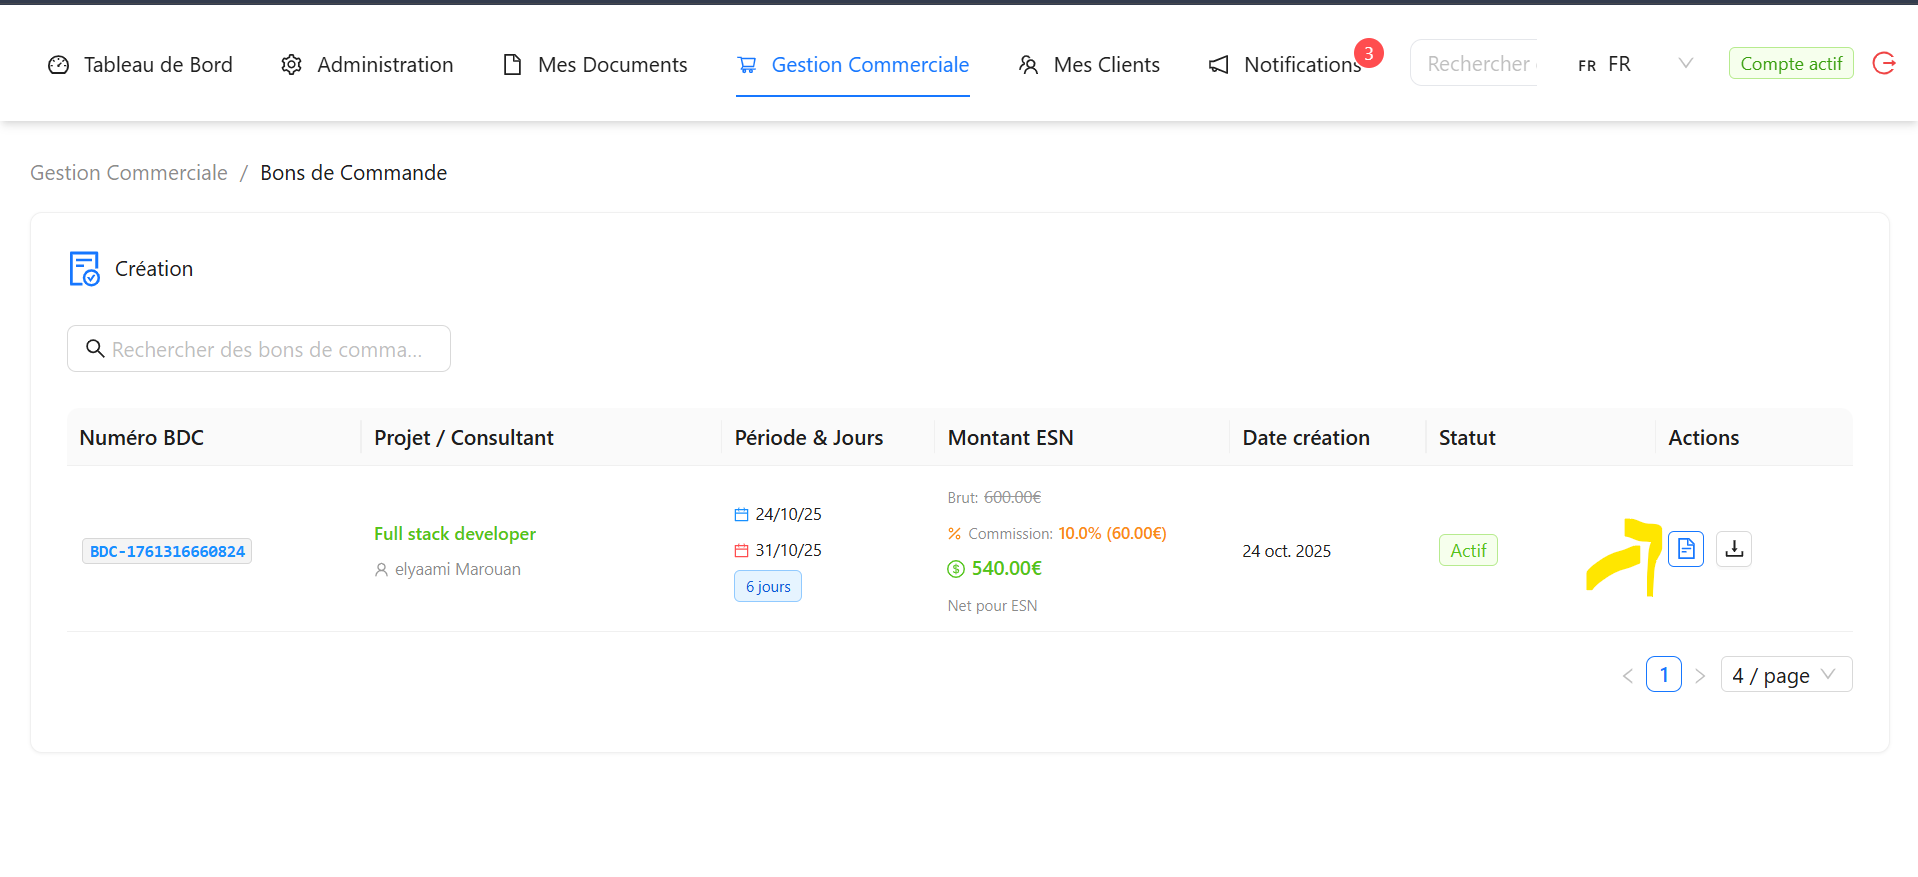 Tableau de Bord
Administration
Mes Documents
Gestion Commerciale
Mes Clients
Notifications
3
Rechercher
FR FR
Compte actif
Gestion Commerciale / Bons de Commande
Création
Rechercher des bons de comma...
Numéro BDC
Projet / Consultant
Période & Jours
Montant ESN
Date création
Statut
Actions
BDC-1761316660824
Full stack developer
elyaami Marouan
24/10/25
31/10/25
6 jours
Brut: 600.00€
% Commission: 10.0% (60.00€)
$ 540.00€
Net pour ESN
24 oct. 2025
Actif
< 1 >
4 / page